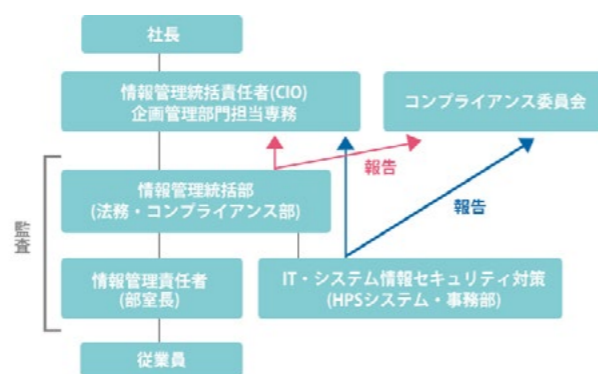 社長
情報管理統括責任者(CIO)
企画管理部門担当専務
コンプライアンス委員会
報告
情報管理統括部
(法務・コンプライアンス部)
報告
監査
情報管理責任者
(部室長)
IT・システム情報セキュリティ対策
(HPSシステム・事務部)
従業員